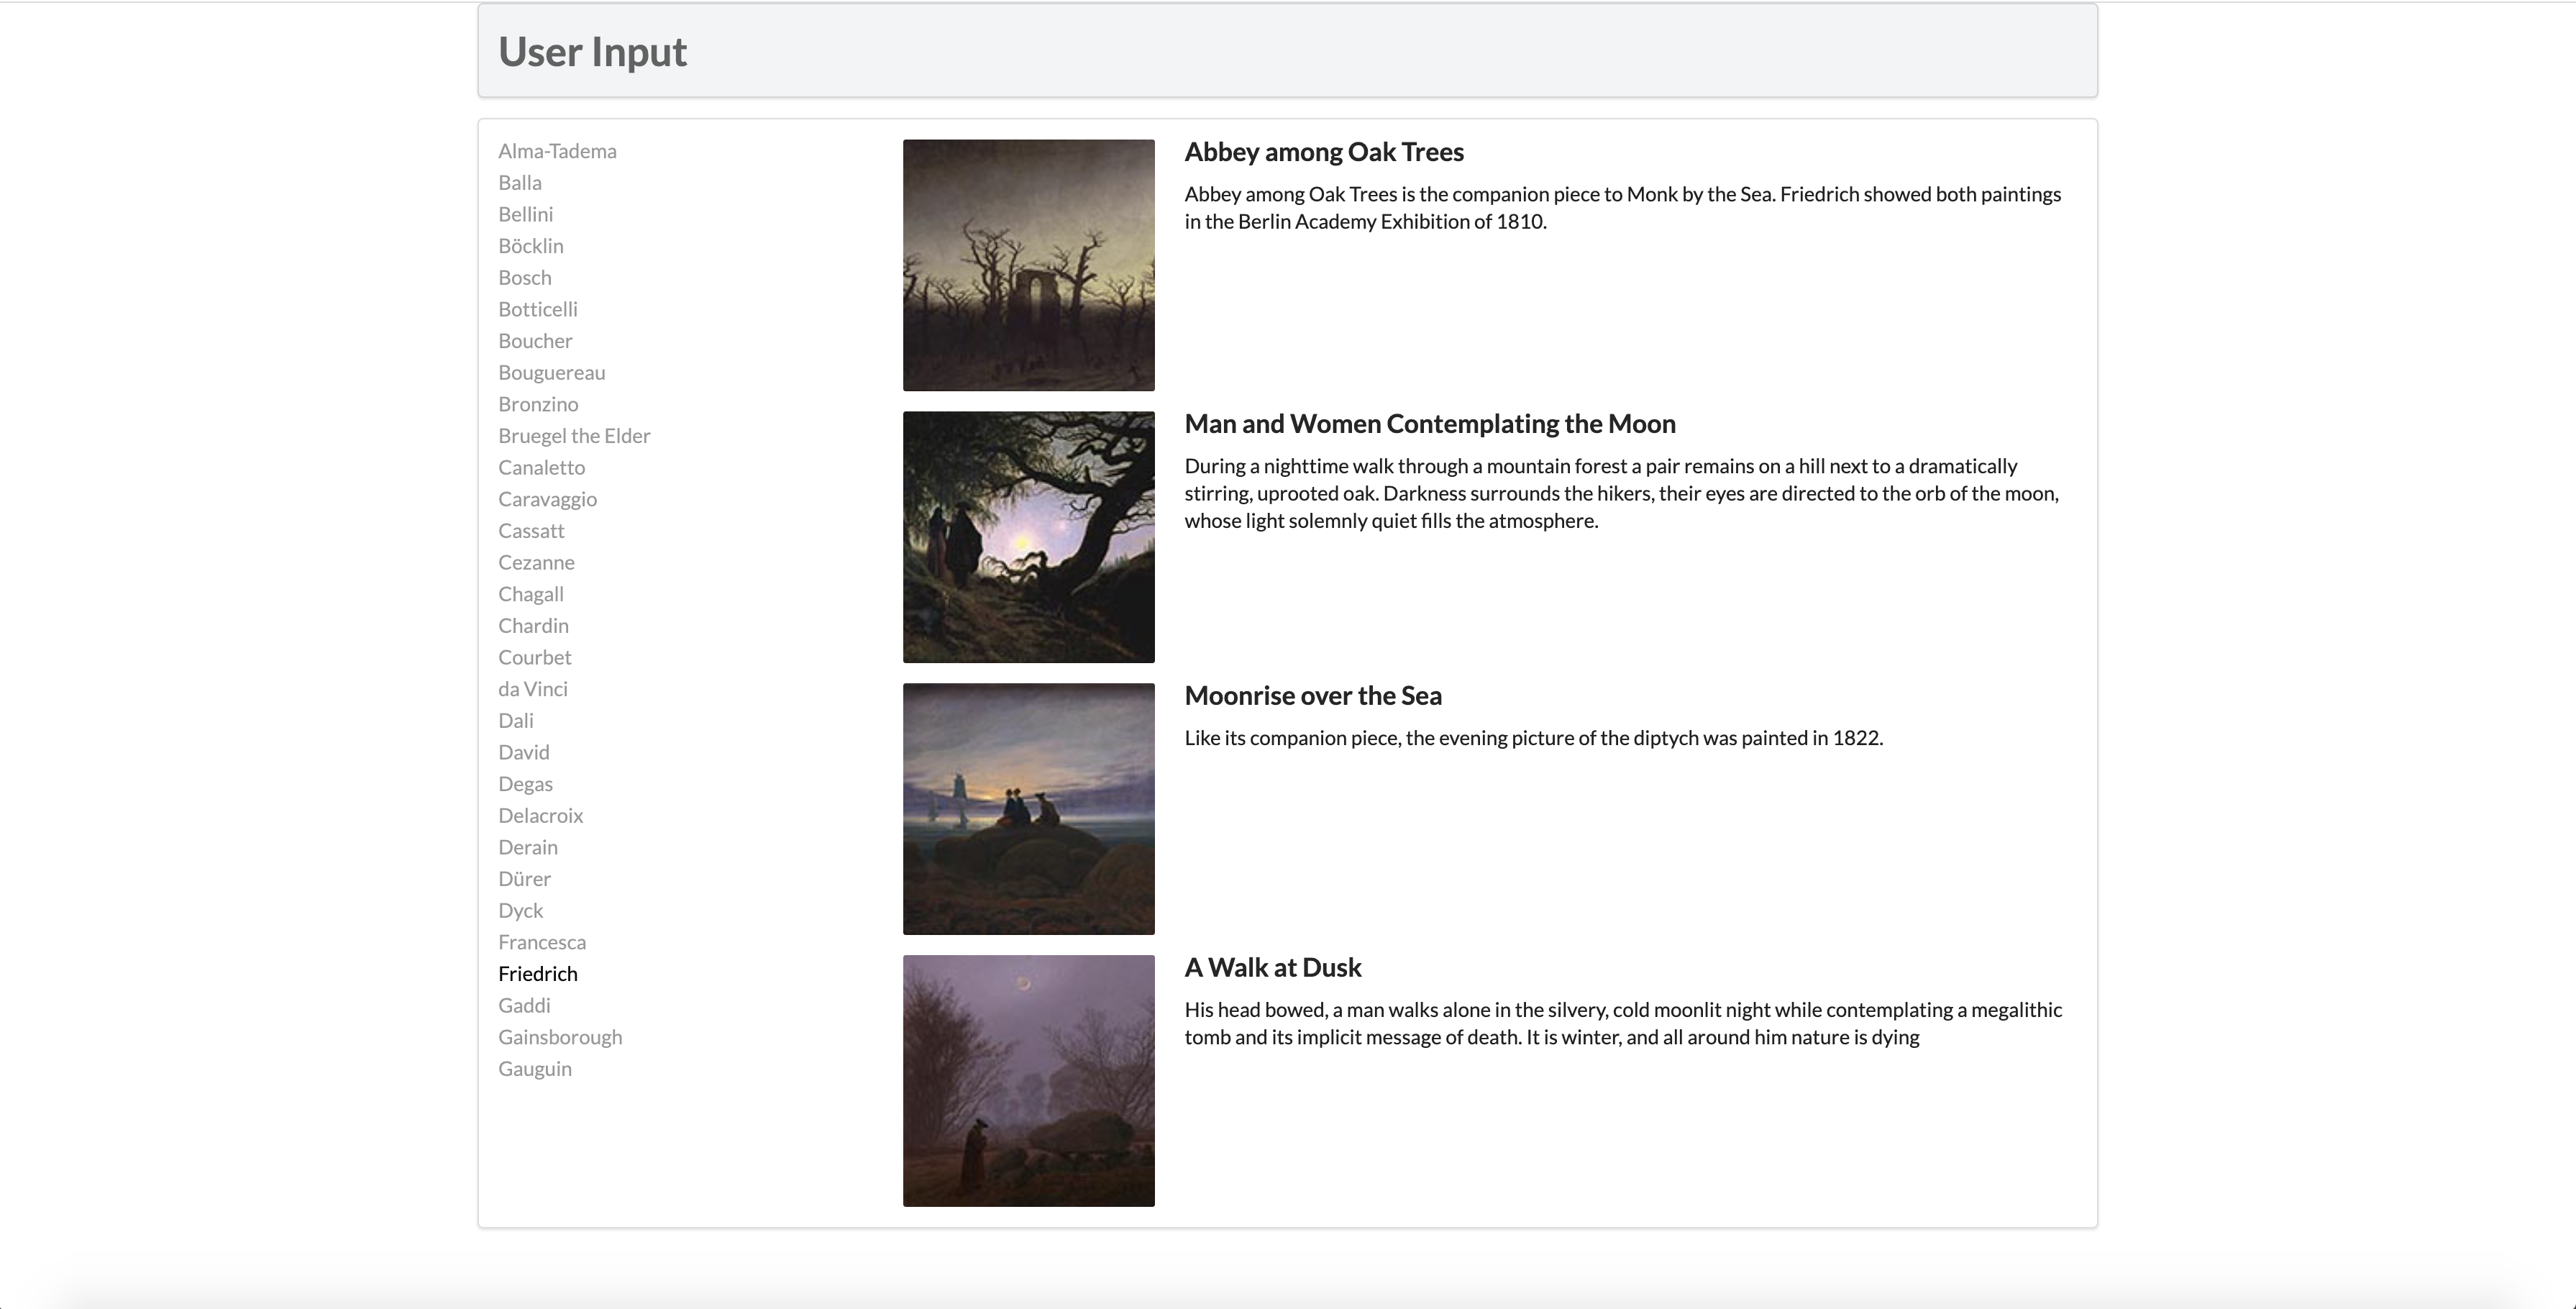 User Input
Alma-Tadema
Balla
Bellini
Böcklin
Bosch
Botticelli
Boucher
Bouguereau
Bronzino
Bruegel the Elder
Canaletto
Caravaggio
Cassatt
Cezanne
Chagall
Chardin
Courbet
da Vinci
Dali
David
Degas
Delacroix
Derain
Dürer
Dyck
Francesca
Friedrich
Gaddi
Gainsborough
Gauguin
Abbey among Oak Trees
Abbey among Oak Trees is the companion piece to Monk by the Sea. Friedrich showed both paintings
in the Berlin Academy Exhibition of 1810.
Man and Women Contemplating the Moon
During a nighttime walk through a mountain forest a pair remains on a hill next to a dramatically
stirring, uprooted oak. Darkness surrounds the hikers, their eyes are directed to the orb of the moon,
whose light solemnly quiet fills the atmosphere.
Moonrise over the Sea
Like its companion piece, the evening picture of the diptych was painted in 1822.
A Walk at Dusk
His head bowed, a man walks alone in the silvery, cold moonlit night while contemplating a megalithic
tomb and its implicit message of death. It is winter, and all around him nature is dying